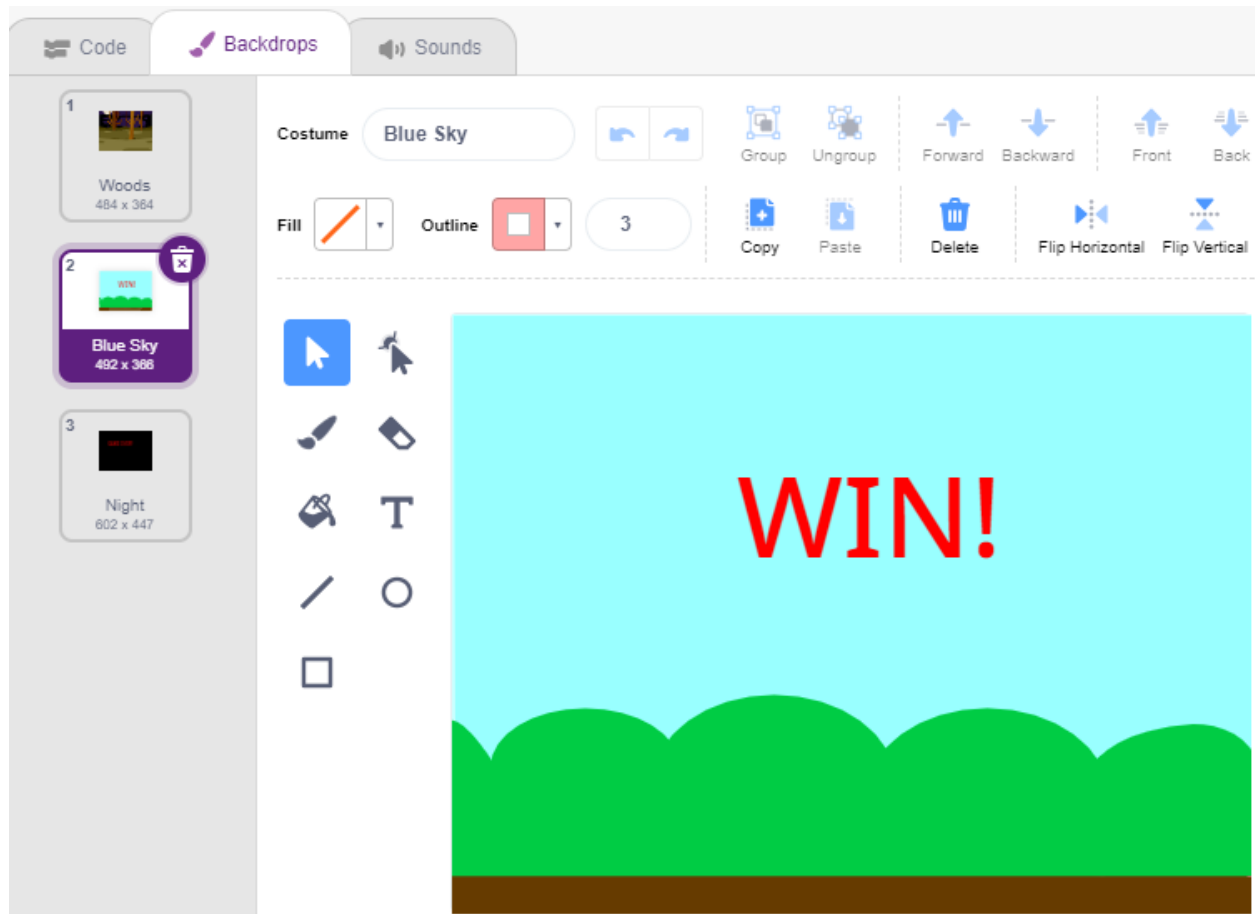 Code
Backdrops
Sounds
1
Woods
484 x 364
2
WIN!
Blue Sky
492 x 366
3
Night
602 x 447
Costume
Blue Sky
Group
Ungroup
Forward
Backward
Front
Back
Fill
Outline
3
Copy
Paste
Delete
Flip Horizontal
Flip Vertical
T
WIN!